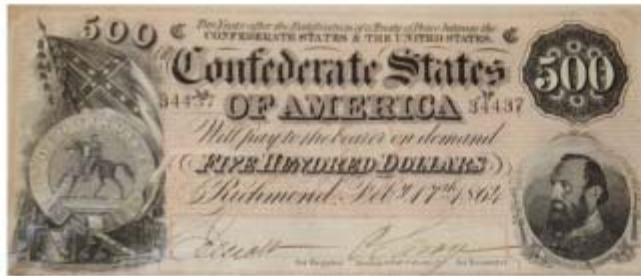 500 C Two Years after the Ratification of a Treaty of Peace between the C
CONFEDERATE STATES & THE UNITED STATES.
Confederate States 500
34437 OF AMERICA 34437
Will pay to the bearer on demand
FIVE HUNDRED DOLLARS
Richmond, Feby 17th 1864